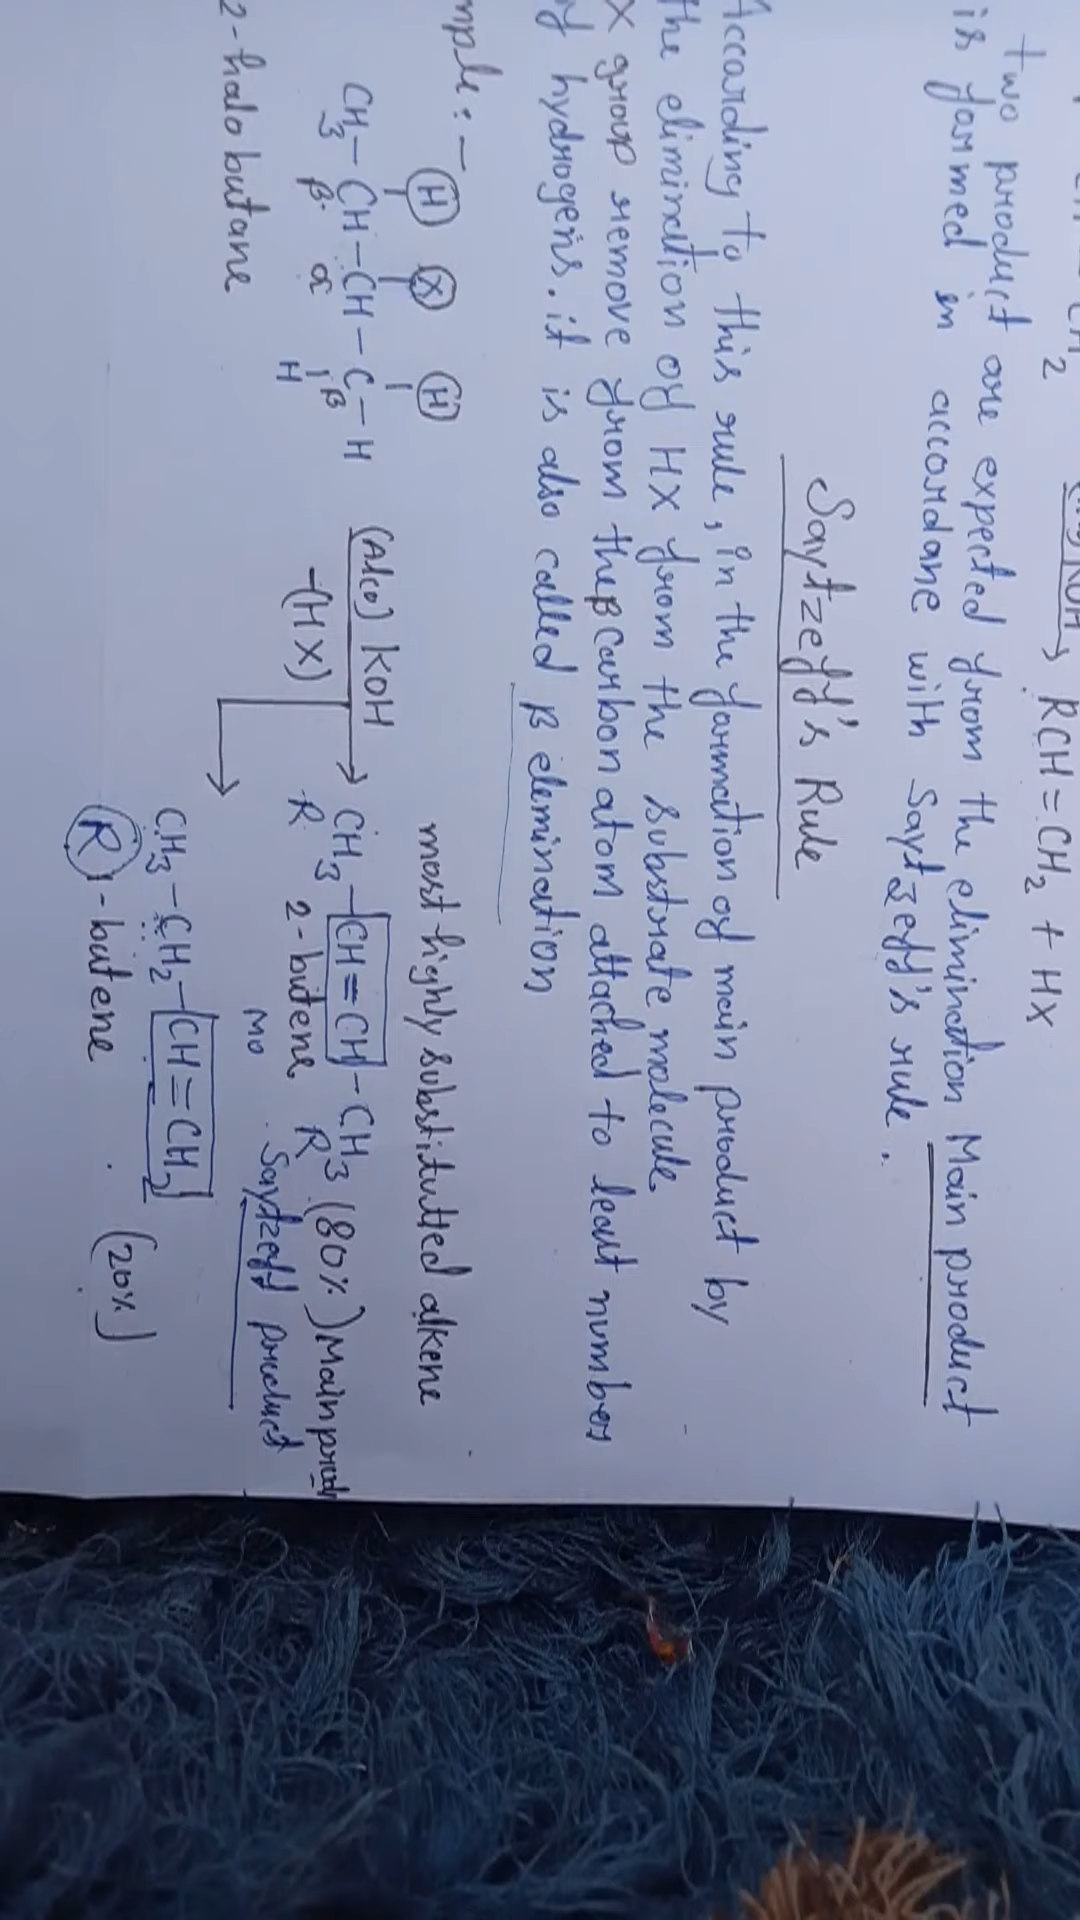 RCH = CH2 + HX
two product are expected from the elimination Main product
is formed in accordane with Saytzeff's rule.
Saytzeff's Rule
According to this rule, in the formation of main product by
the elimination of HX from the substrate molecule.
X group remove from the β Carbon atom attached to least number
of hydrogens. it is also called β elemination
mple :-
most highly substitutted alkene
H X H
CH3 - CH - CH - C - H (Alco) KOH CH3 - CH = CH - CH3 (80%) Main prod
β α β
H -(HX) R 2-butene R
Saytzeff product
2-halo butane
CH3 - CH2 - CH = CH2
R 1-butene (20%)